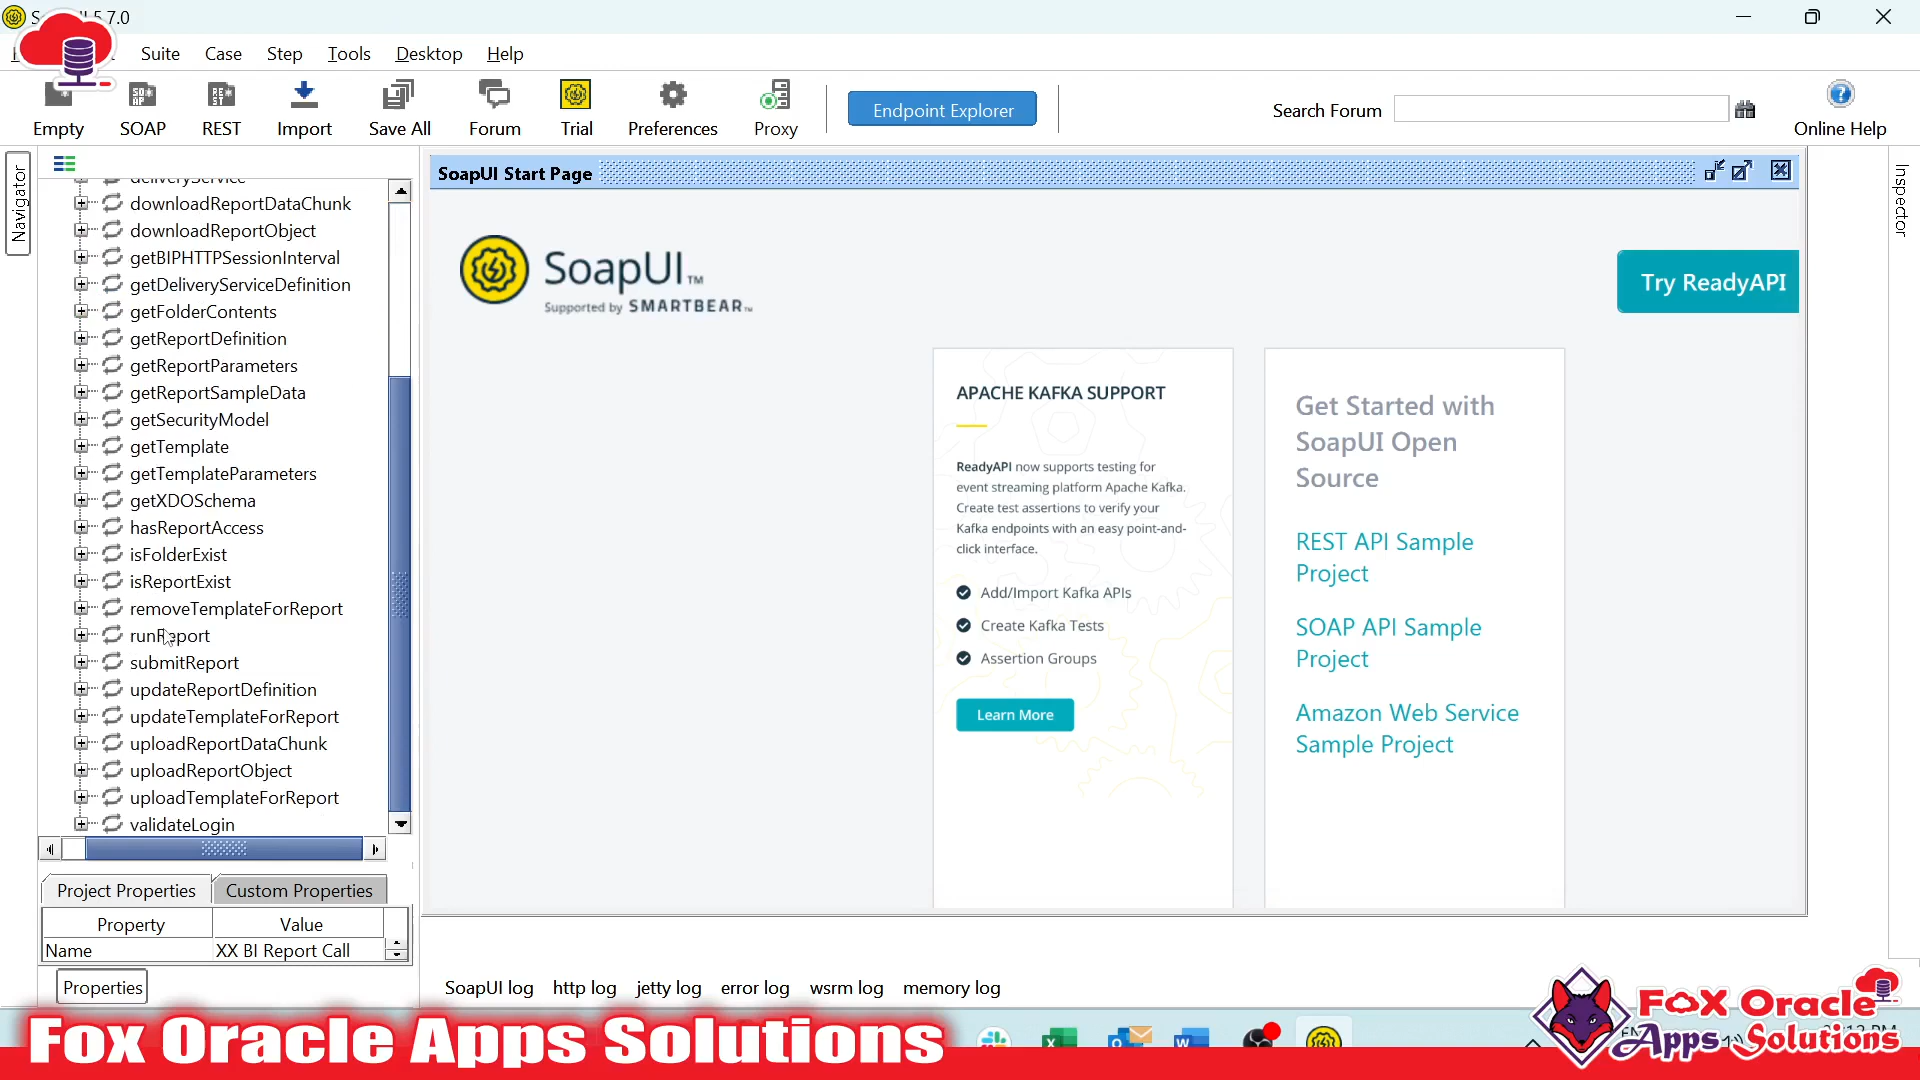 5.7.0
Suite
Case
Step
Tools
Desktop
Help
Empty
SOAP
REST
Import
Save All
Forum
Trial
Preferences
Proxy
Endpoint Explorer
Search Forum
Online Help
Navigator
Inspector
deliveryService
downloadReportDataChunk
downloadReportObject
getBIPHTTPSessionInterval
getDeliveryServiceDefinition
getFolderContents
getReportDefinition
getReportParameters
getReportSampleData
getSecurityModel
getTemplate
getTemplateParameters
getXDOSchema
hasReportAccess
isFolderExist
isReportExist
removeTemplateForReport
runReport
submitReport
updateReportDefinition
updateTemplateForReport
uploadReportDataChunk
uploadReportObject
uploadTemplateForReport
validateLogin
Project Properties
Custom Properties
Property
Value
Name
XX BI Report Call
Properties
SoapUI Start Page
SoapUI™
Supported by SMARTBEAR™
Try ReadyAPI
APACHE KAFKA SUPPORT
ReadyAPI now supports testing for
event streaming platform Apache Kafka.
Create test assertions to verify your
Kafka endpoints with an easy point-and-
click interface.
Add/Import Kafka APIs
Create Kafka Tests
Assertion Groups
Learn More
Get Started with
SoapUI Open
Source
REST API Sample
Project
SOAP API Sample
Project
Amazon Web Service
Sample Project
SoapUI log
http log
jetty log
error log
wsrm log
memory log
Fox Oracle Apps Solutions
FOX Oracle
Apps Solutions